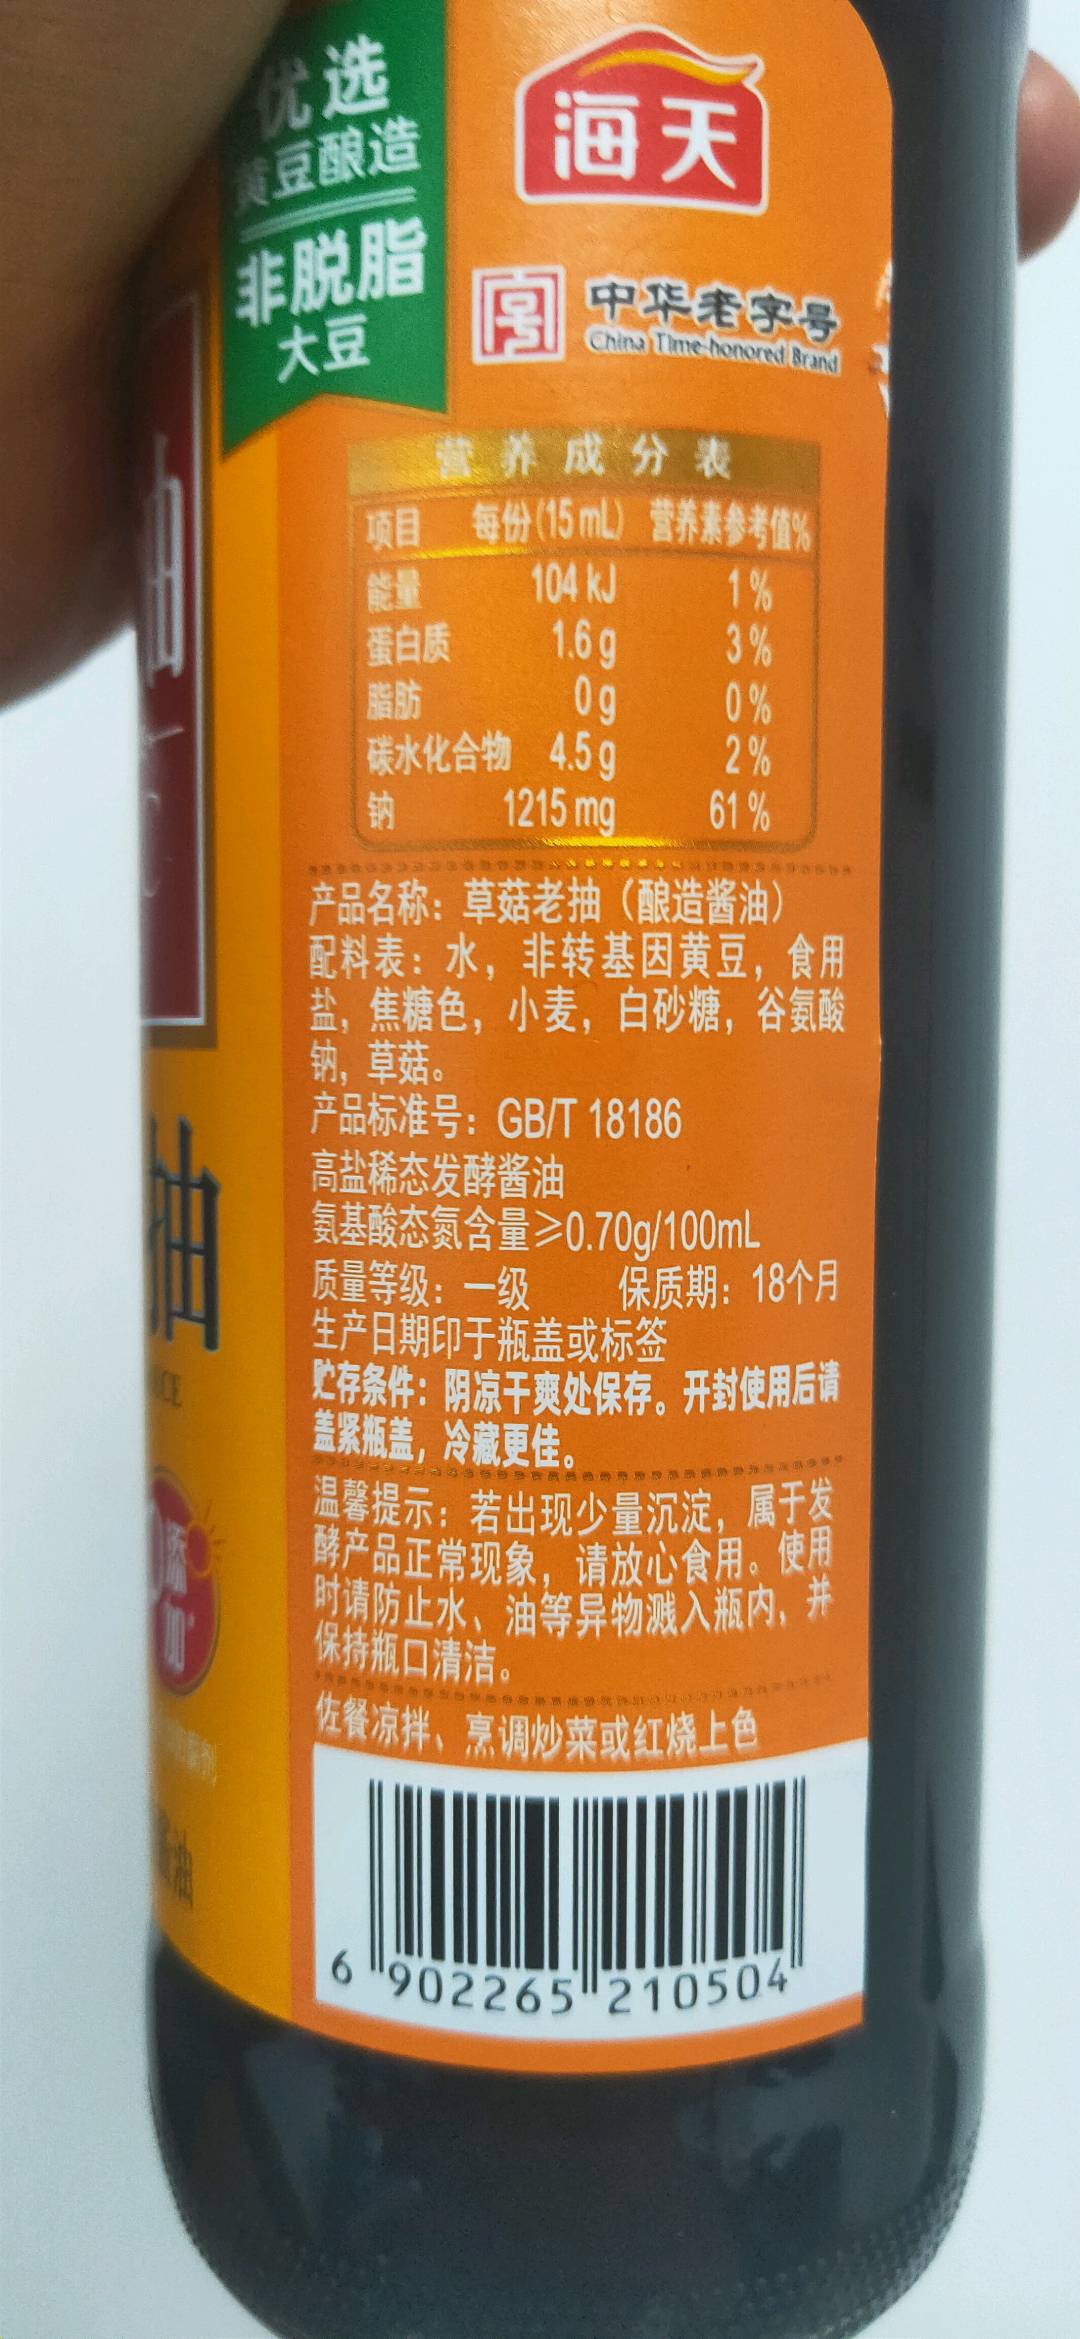 优选
黄豆酿造
非脱脂
大豆
海天
中华老字号
China Time-honored Brand
营养成分表
项目 每份(15 mL) 营养素参考值%
能量 104 kJ 1%
蛋白质 1.6 g 3%
脂肪 0 g 0%
碳水化合物 4.5 g 2%
钠 1215 mg 61%
产品名称：草菇老抽（酿造酱油）
配料表：水，非转基因黄豆，食用
盐，焦糖色，小麦，白砂糖，谷氨酸
钠，草菇。
产品标准号：GB/T 18186
高盐稀态发酵酱油
氨基酸态氮含量≥0.70g/100mL
质量等级：一级 保质期：18个月
生产日期印于瓶盖或标签
贮存条件：阴凉干爽处保存。开封使用后请
盖紧瓶盖，冷藏更佳。
温馨提示：若出现少量沉淀，属于发
酵产品正常现象，请放心食用。使用
时请防止水、油等异物溅入瓶内，并
保持瓶口清洁。
佐餐凉拌、烹调炒菜或红烧上色
6 902265 210504
抽
抽
添
加
油